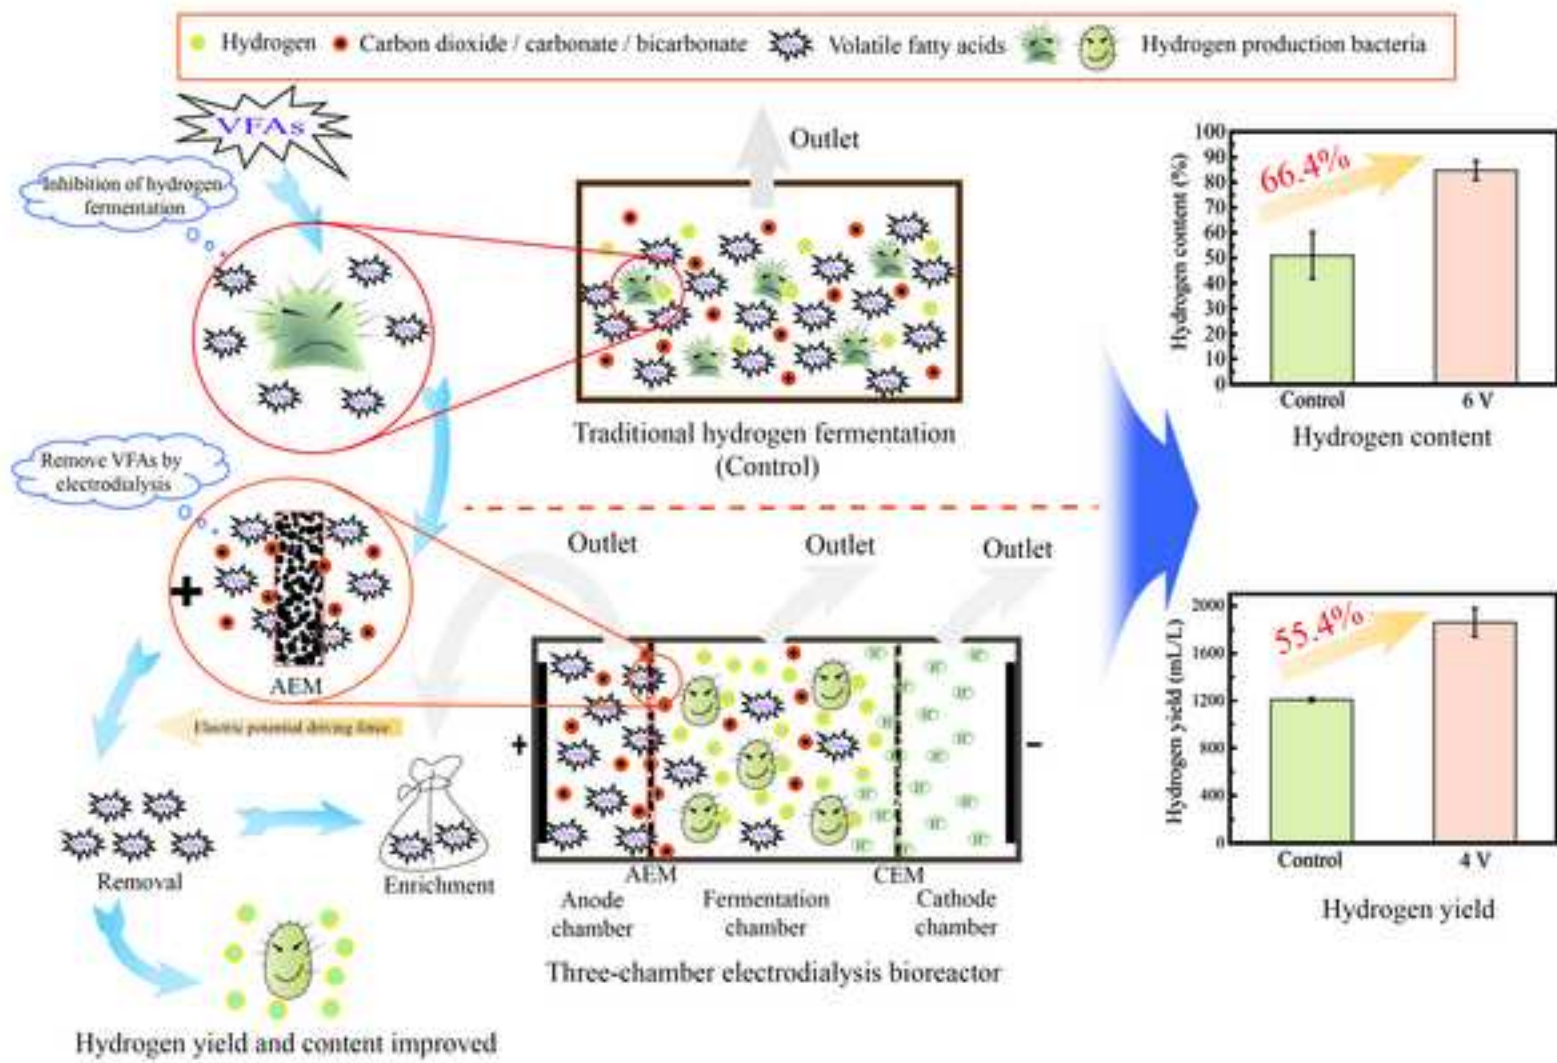 Hydrogen
Carbon dioxide / carbonate / bicarbonate
Volatile fatty acids
Hydrogen production bacteria
VFAs
Inhibition of hydrogen
fermentation
Outlet
Traditional hydrogen fermentation
(Control)
Remove VFAs by
electrodialysis
+
AEM
Electric potential driving force
Removal
Enrichment
Hydrogen yield and content improved
Outlet
Outlet
Outlet
+
-
AEM
CEM
Anode
chamber
Fermentation
chamber
Cathode
chamber
Three-chamber electrodialysis bioreactor
Hydrogen content (%)
100
90
80
70
60
50
40
30
20
10
0
66.4%
Control
6 V
Hydrogen content
Hydrogen yield (mL/L)
2000
1600
1200
800
400
0
55.4%
Control
4 V
Hydrogen yield